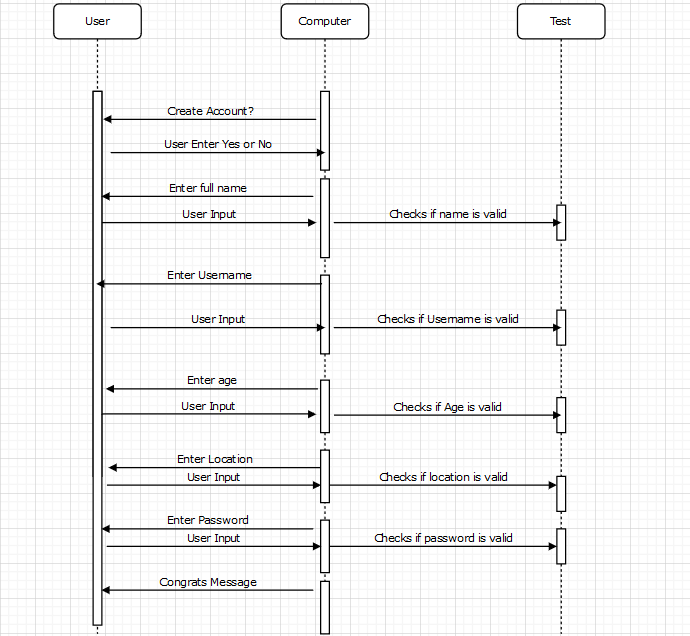 User
Computer
Test
Create Account?
User Enter Yes or No
Enter full name
User Input
Checks if name is valid
Enter Username
User Input
Checks if Username is valid
Enter age
User Input
Checks if Age is valid
Enter Location
User Input
Checks if location is valid
Enter Password
User Input
Checks if password is valid
Congrats Message